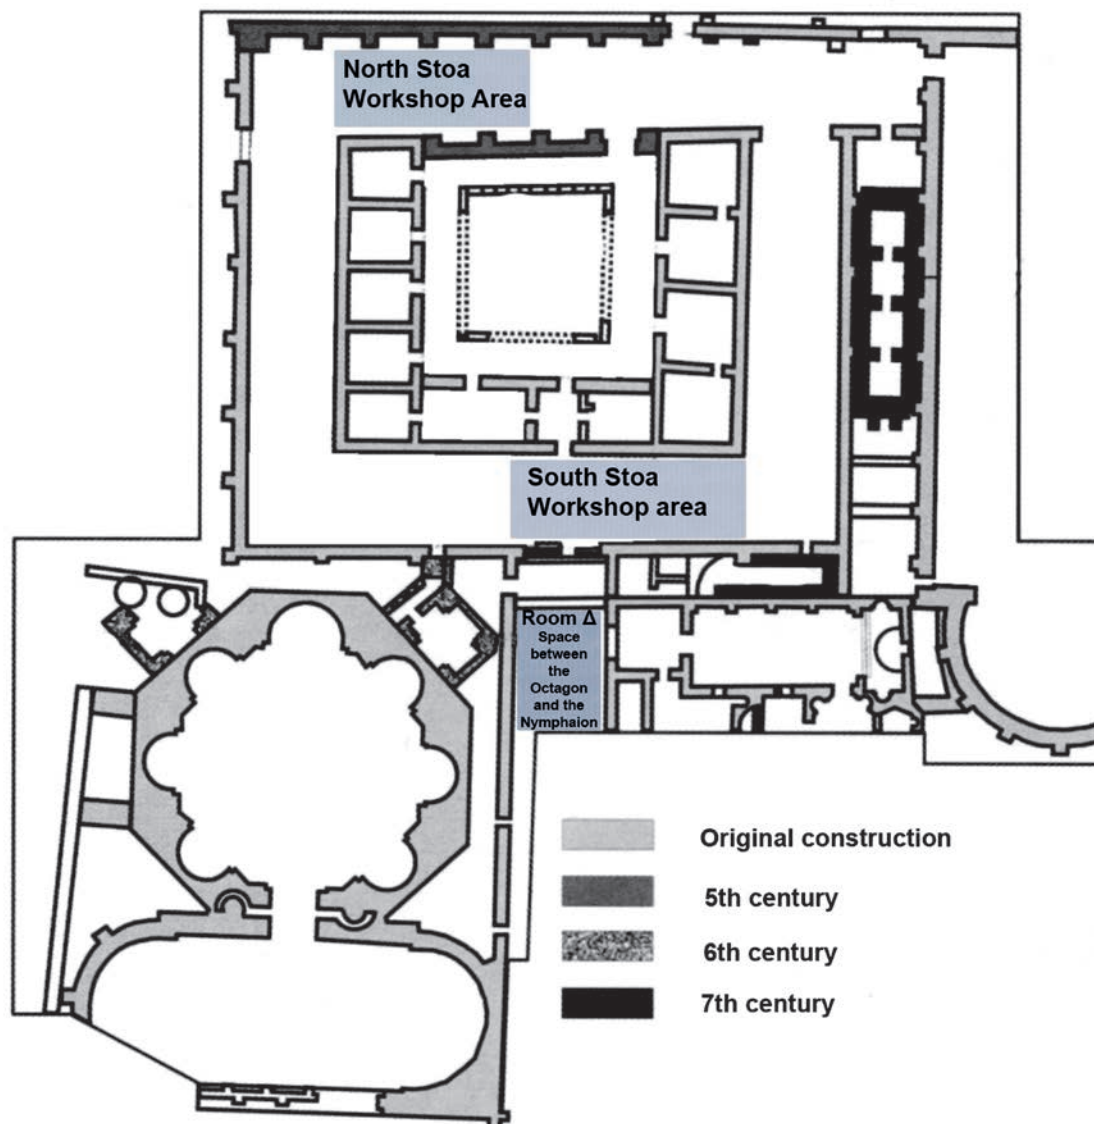 North Stoa
Workshop Area
South Stoa
Workshop area
Room Δ
Space
between
the
Octagon
and the
Nymphaion
Original construction
5th century
6th century
7th century